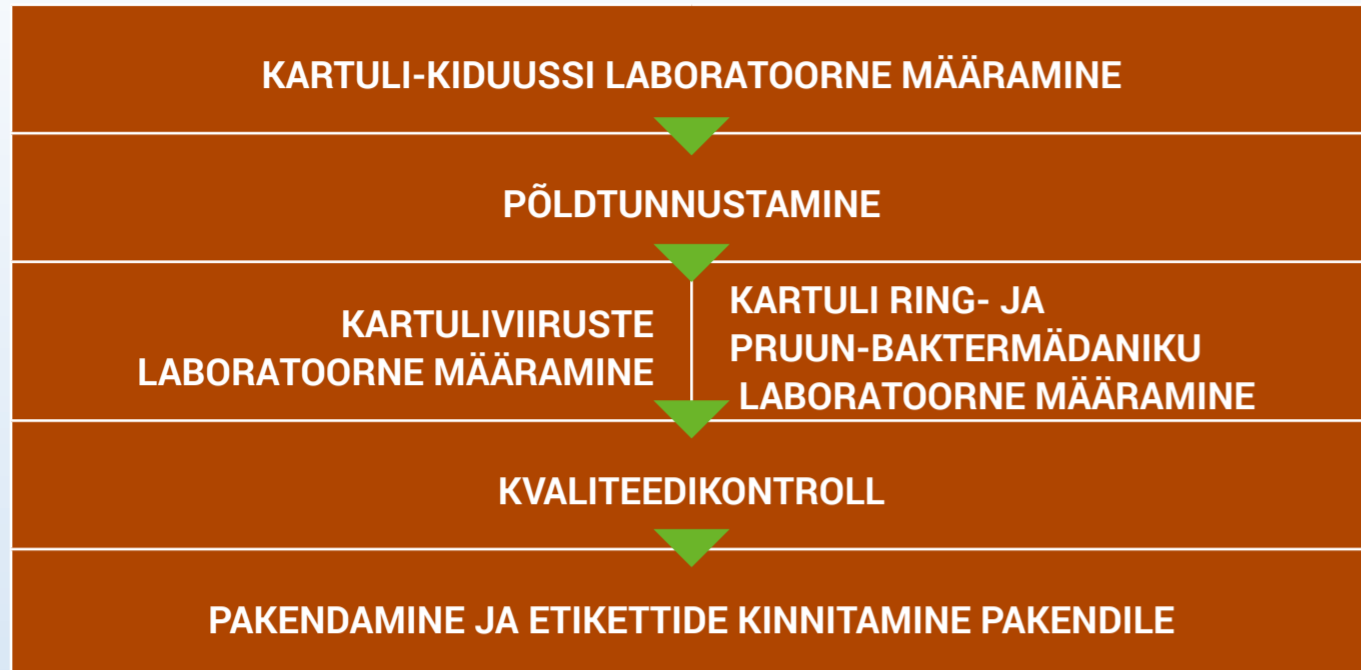 KARTULI-KIDUUSSI LABORATOORNE MÄÄRAMINE
PÕLDTUNNUSTAMINE
KARTULIVIIRUSTE
LABORATOORNE MÄÄRAMINE
KARTULI RING- JA
PRUUN-BAKTERMÄDANIKU
LABORATOORNE MÄÄRAMINE
KVALITEEDIKONTROLL
PAKENDAMINE JA ETIKETTIDE KINNITAMINE PAKENDILE